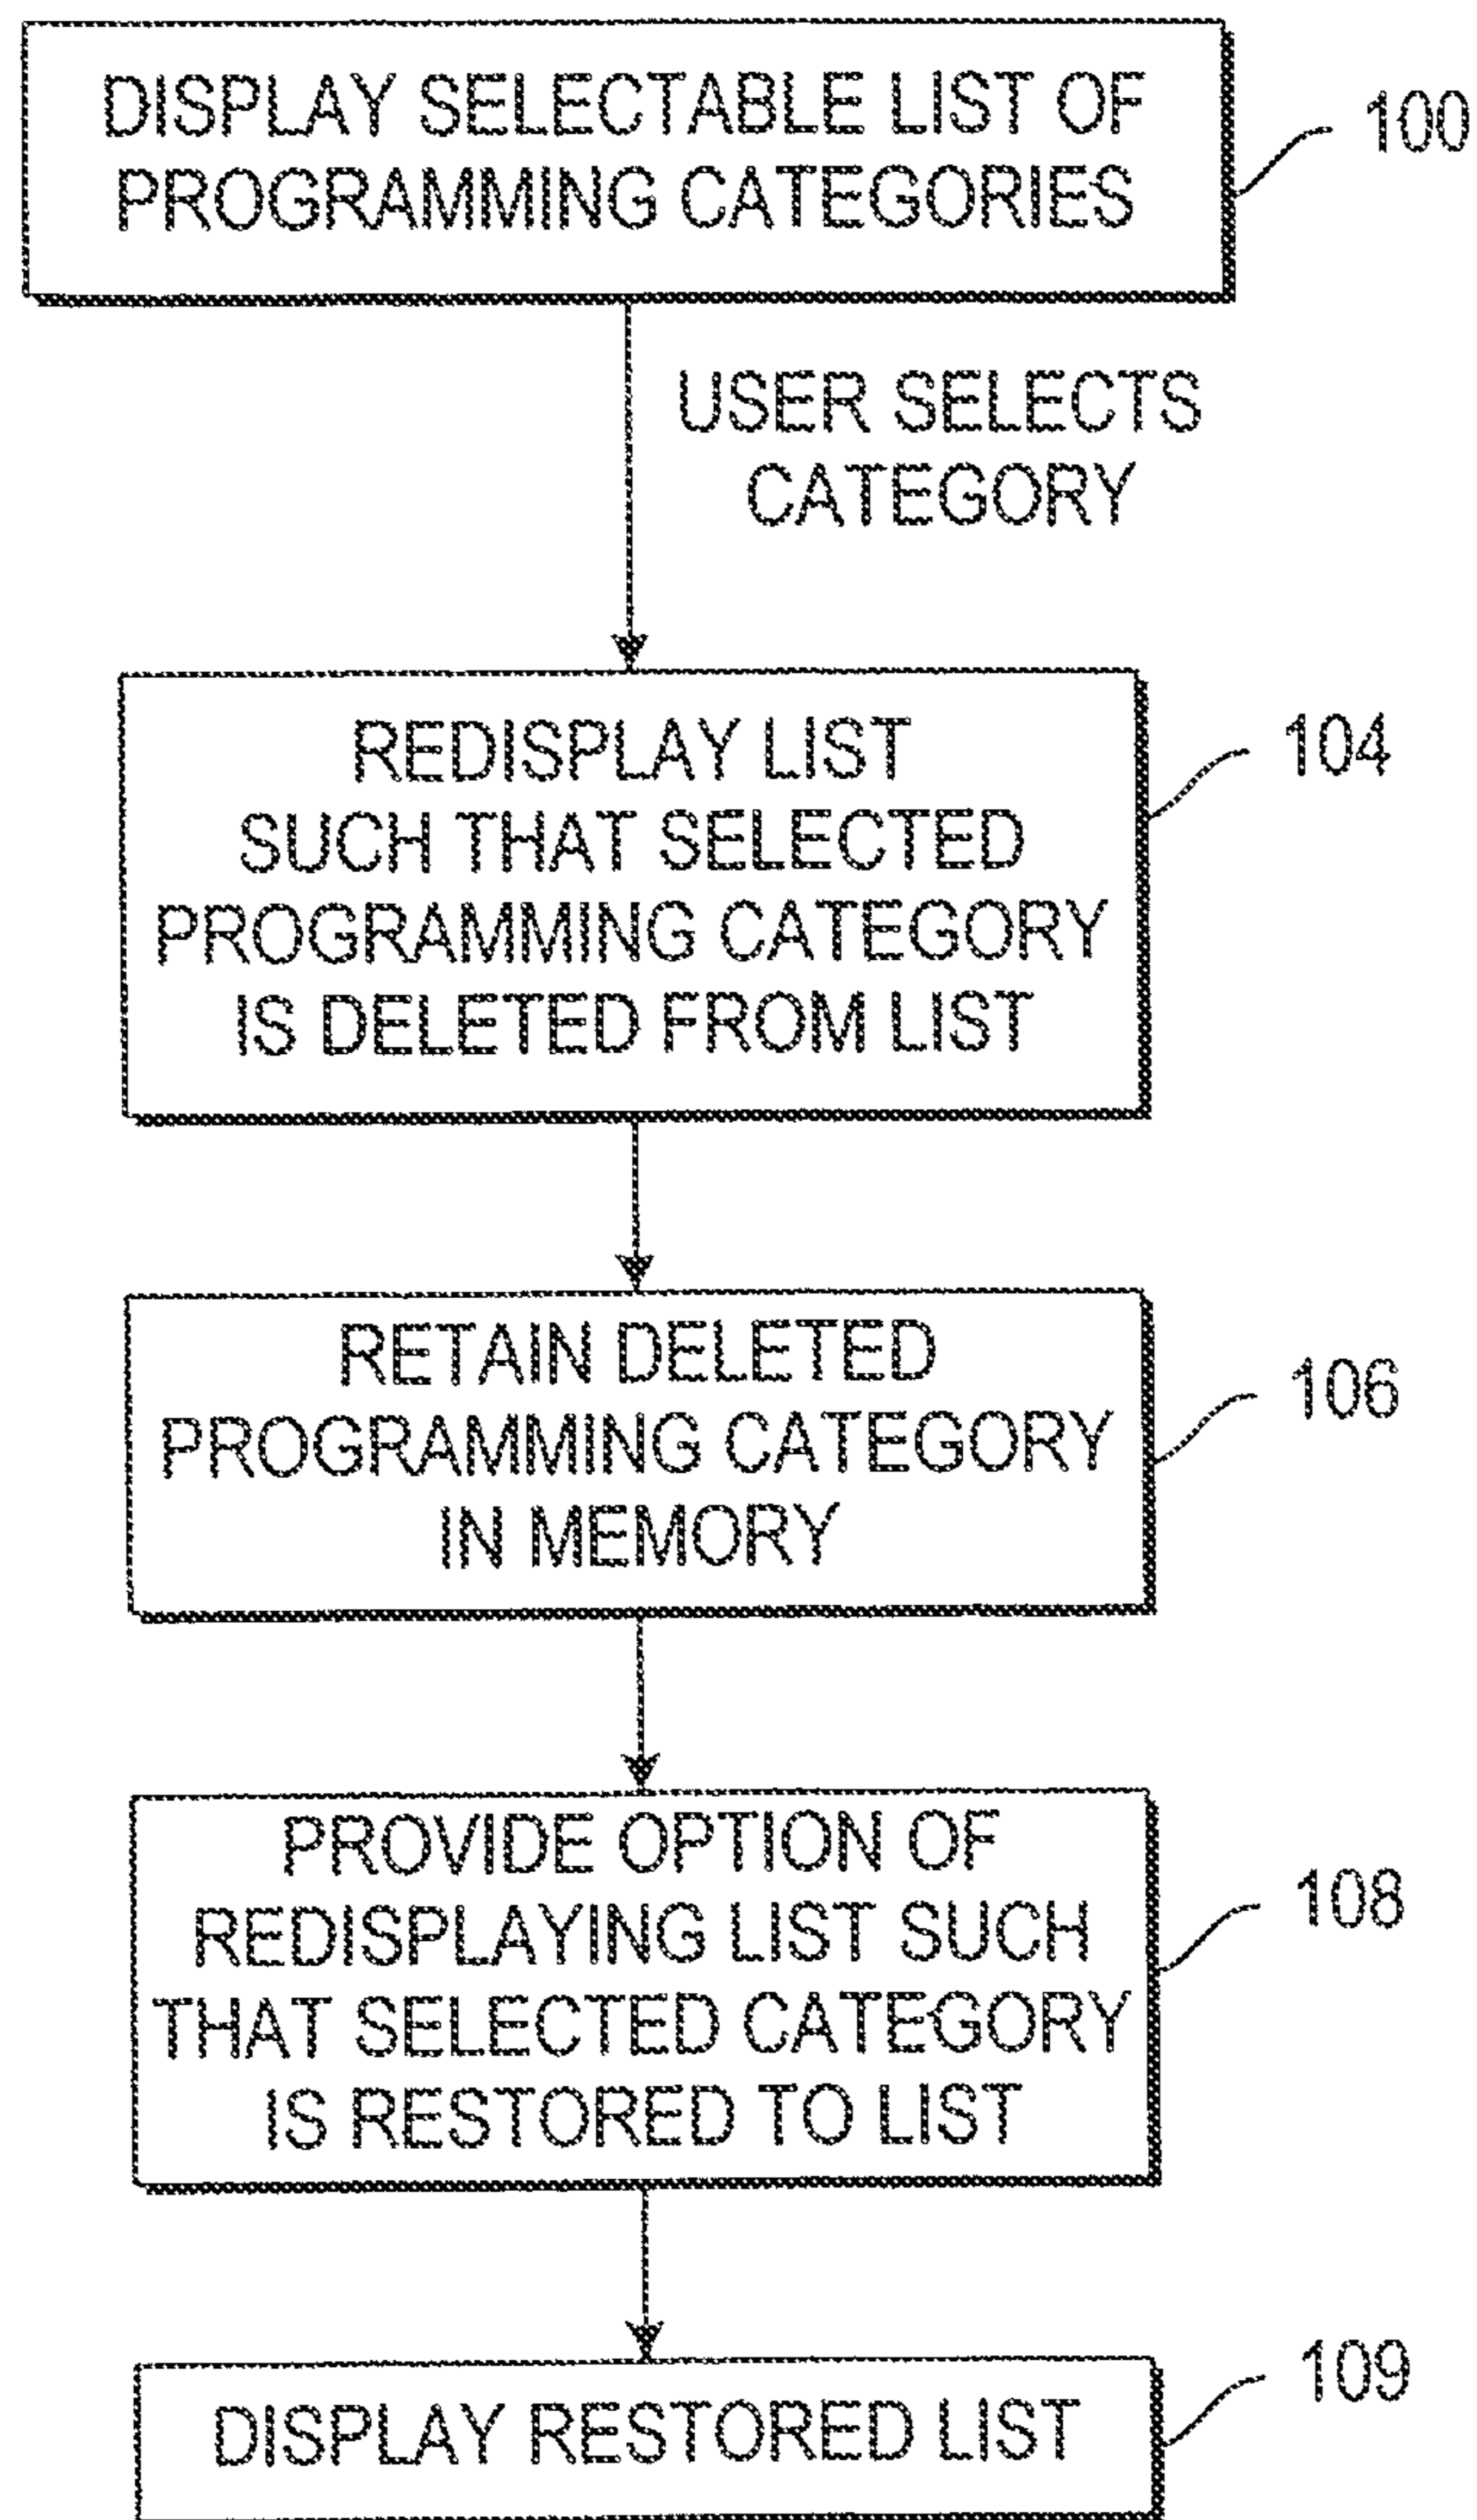 DISPLAY SELECTABLE LIST OF
PROGRAMMING CATEGORIES
100
USER SELECTS
CATEGORY
REDISPLAY LIST
SUCH THAT SELECTED
PROGRAMMING CATEGORY
IS DELETED FROM LIST
104
RETAIN DELETED
PROGRAMMING CATEGORY
IN MEMORY
106
PROVIDE OPTION OF
REDISPLAYING LIST SUCH
THAT SELECTED CATEGORY
IS RESTORED TO LIST
108
DISPLAY RESTORED LIST
109